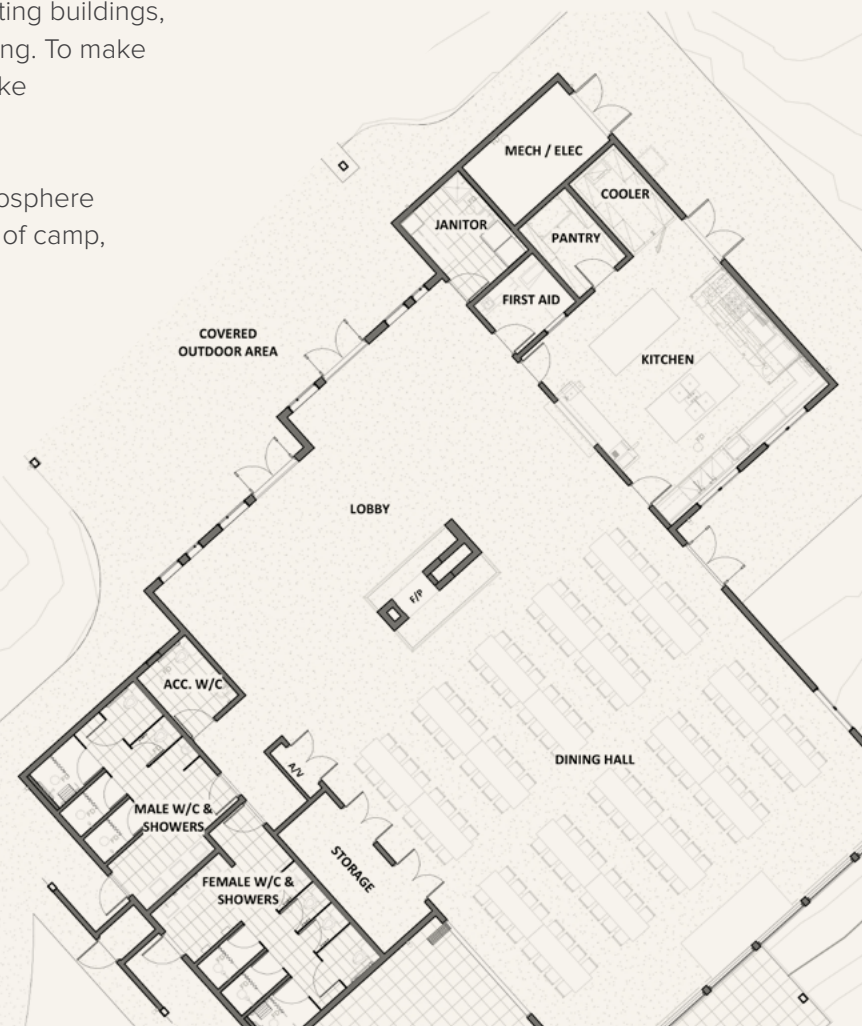 ting buildings,
ng. To make
ke
osphere
of camp,
MECH / ELEC
COOLER
JANITOR
PANTRY
FIRST AID
COVERED
OUTDOOR AREA
KITCHEN
LOBBY
F/P
ACC. W/C
DINING HALL
A/V
MALE W/C &
SHOWERS
STORAGE
FEMALE W/C &
SHOWERS